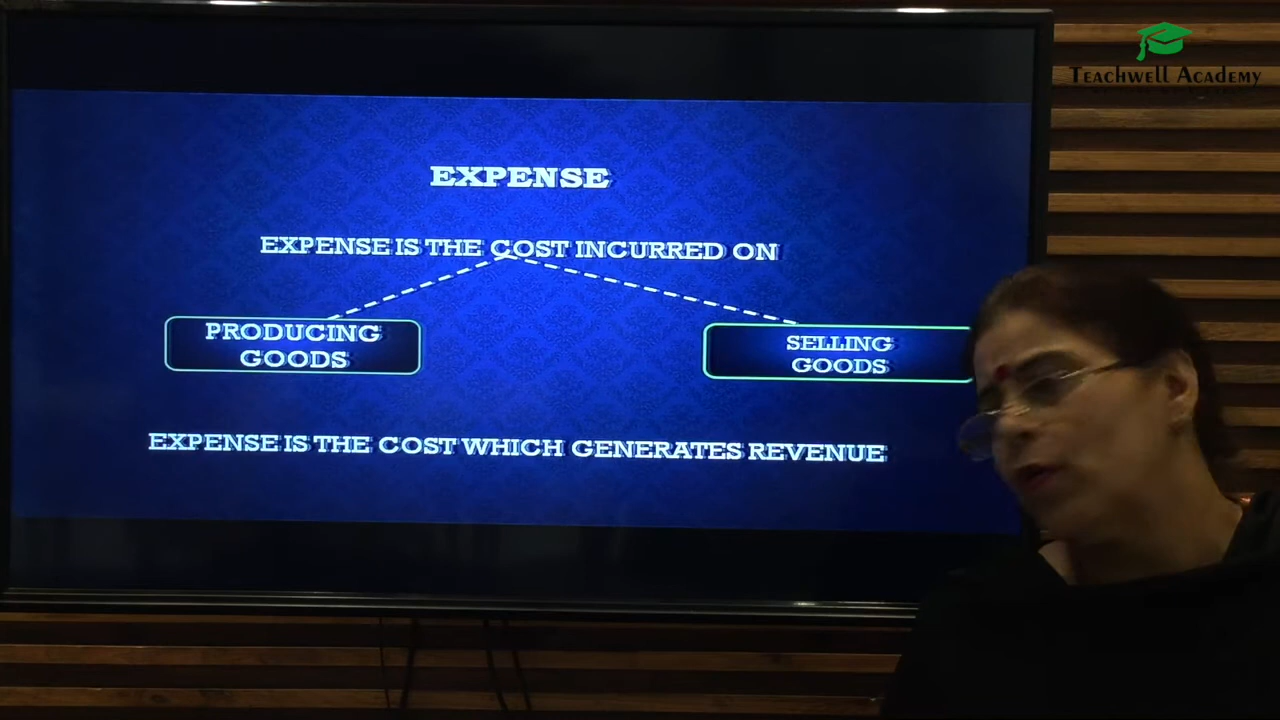 Teachwell Academy
EXPENSE
EXPENSE IS THE COST INCURRED ON
PRODUCING
GOODS
SELLING
GOODS
EXPENSE IS THE COST WHICH GENERATES REVENUE